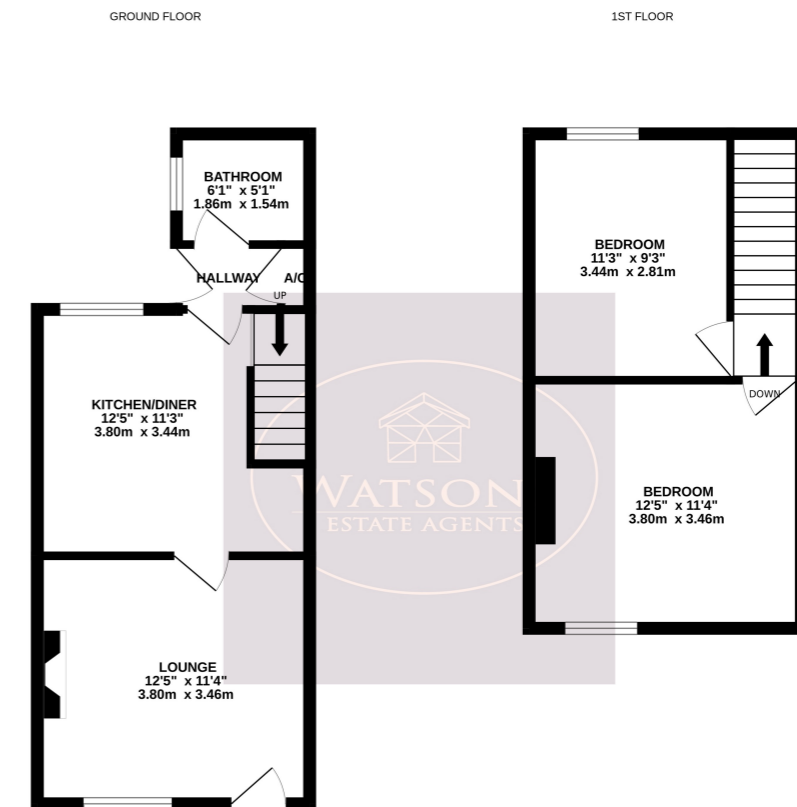 GROUND FLOOR
1ST FLOOR
BATHROOM
6'1" x 5'1"
1.86m x 1.54m
HALLWAY
A/C
UP
KITCHEN/DINER
12'5" x 11'3"
3.80m x 3.44m
LOUNGE
12'5" x 11'4"
3.80m x 3.46m
BEDROOM
11'3" x 9'3"
3.44m x 2.81m
DOWN
BEDROOM
12'5" x 11'4"
3.80m x 3.46m
WATSON
ESTATE AGENTS